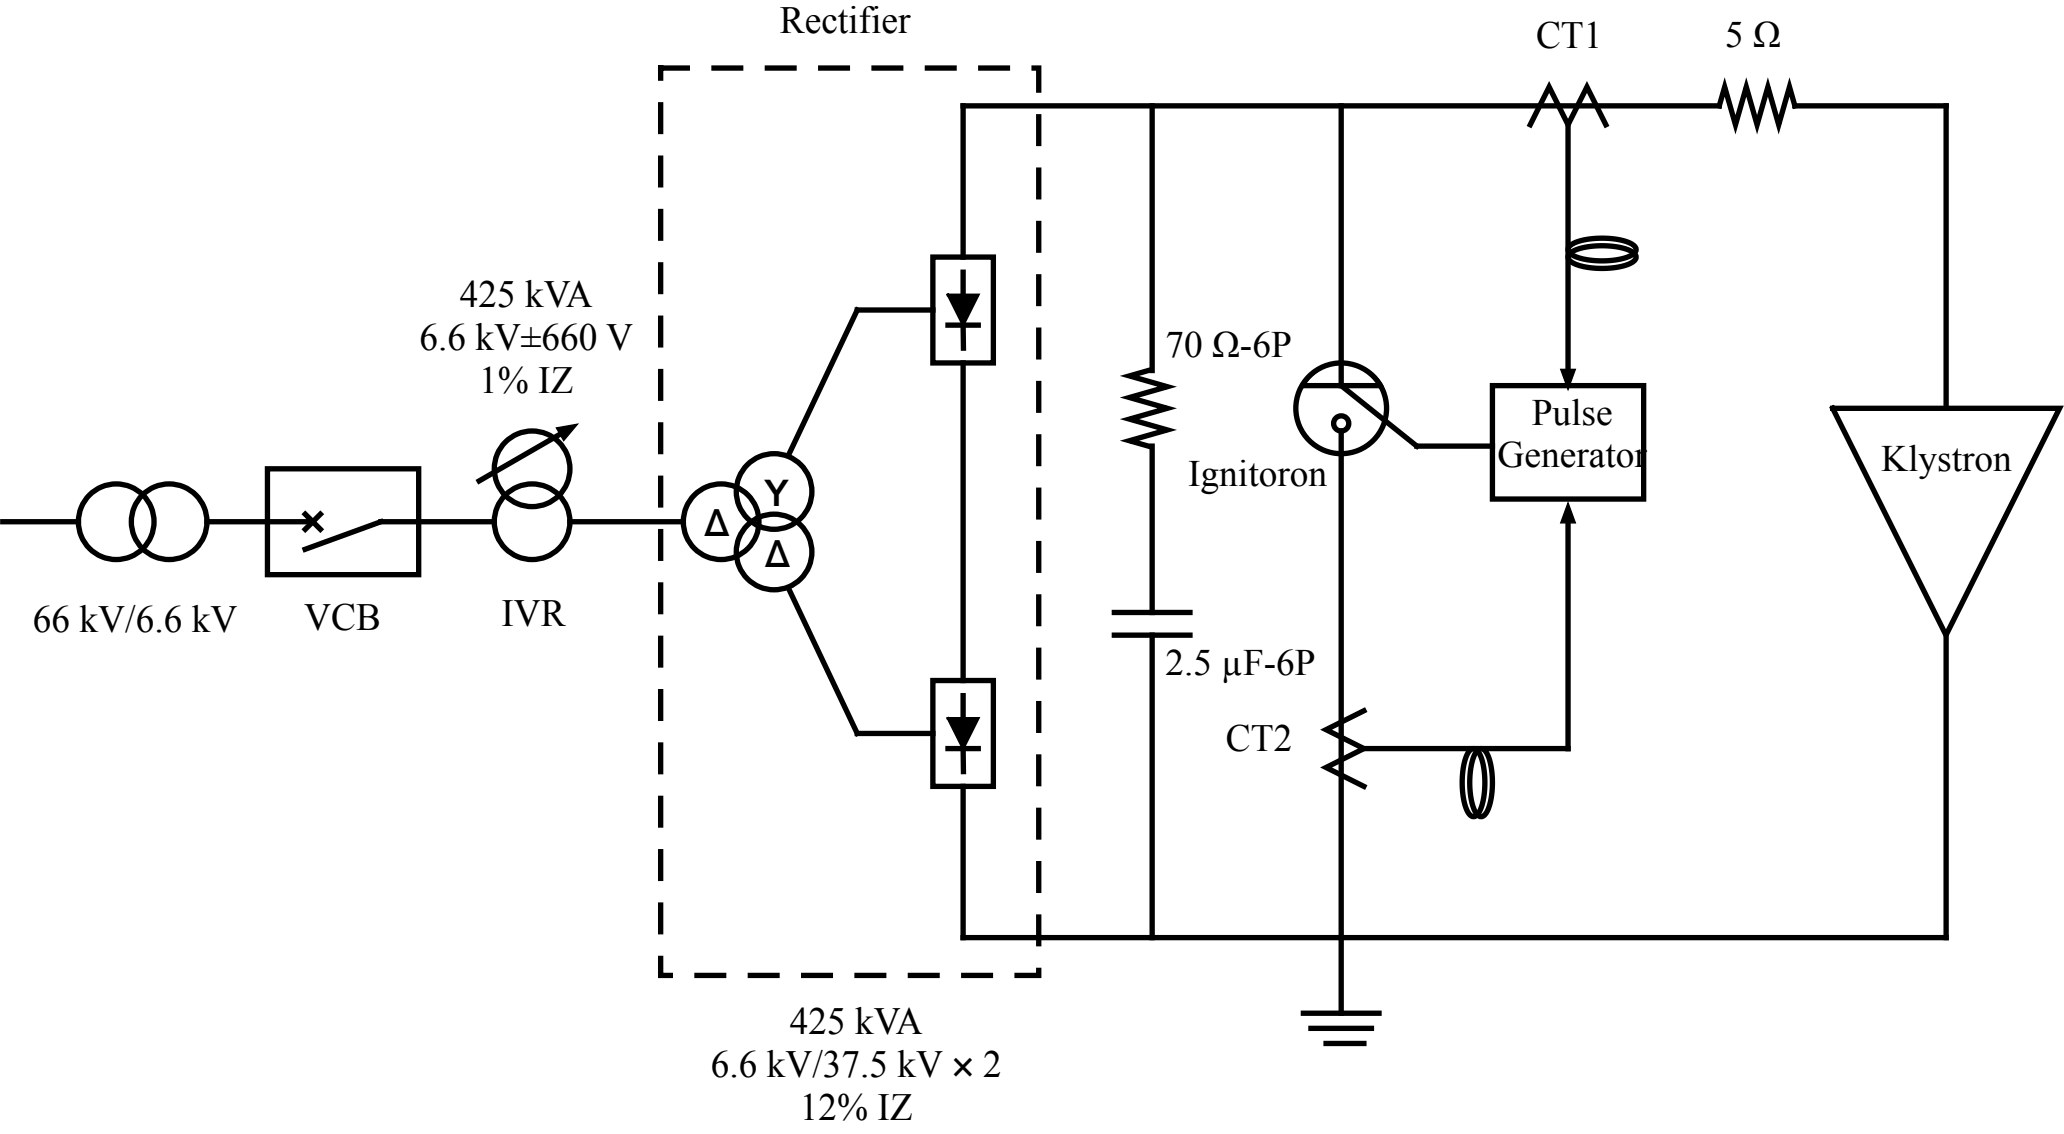 Rectifier
CT1
5 Ω
425 kVA
6.6 kV±660 V
1% IZ
70 Ω-6P
Pulse
Generator
Klystron
Ignitoron
Y
Δ
Δ
66 kV/6.6 kV
VCB
IVR
2.5 µF-6P
CT2
425 kVA
6.6 kV/37.5 kV × 2
12% IZ